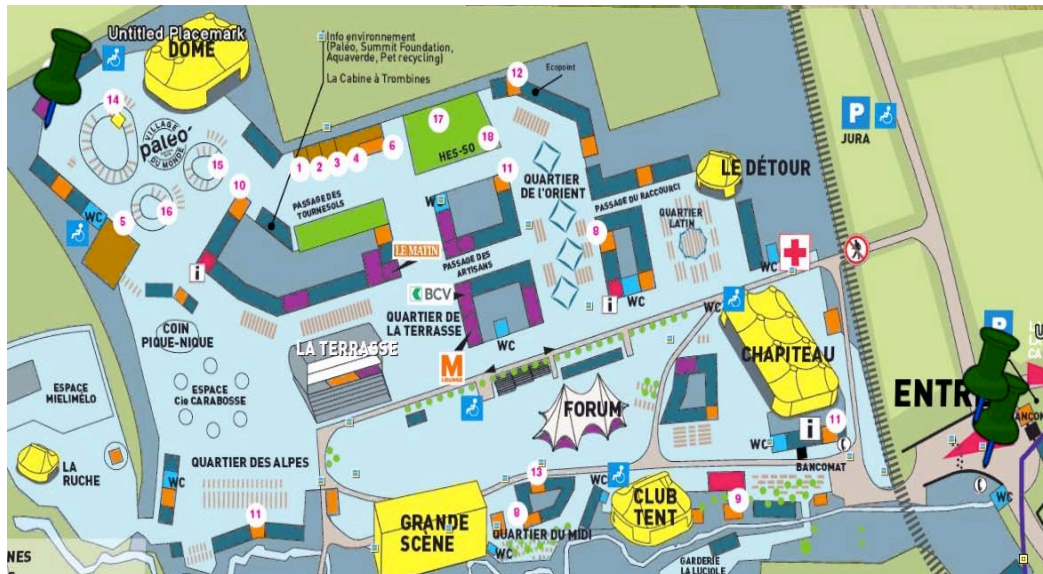 Untitled Placemark
DÔME
Info environnement
(Paléo, Summit Foundation,
Aquaverde, Pet recycling)
La Cabine à Trombines
12
Ecopoint
14
VILLAGE
paléo
DU MONDE
17
HES-SO
18
P
JURA
15
1
2
3
4
6
11
QUARTIER
DE L'ORIENT
LE DÉTOUR
10
16
WC
5
PASSAGE DES
TOURNESOLS
WC
PASSAGE DU RACCOURCI
8
QUARTIER
LATIN
LE MATIN
PASSAGE DES
ARTISANS
i
WC
BCV
QUARTIER DE
LA TERRASSE
i
WC
WC
P
COIN
PIQUE-NIQUE
LA TERRASSE
WC
M
LOUNGE
CHAPITEAU
ESPACE
MIELIMÉLO
ESPACE
Cie CARABOSSE
FORUM
ENTR
i
11
WC
BANCOMAT
LA
RUCHE
QUARTIER DES ALPES
WC
13
CLUB
TENT
9
WC
11
GRANDE
SCÈNE
8
QUARTIER DU MIDI
WC
GARDERIE
LA LUCIOLE
NES